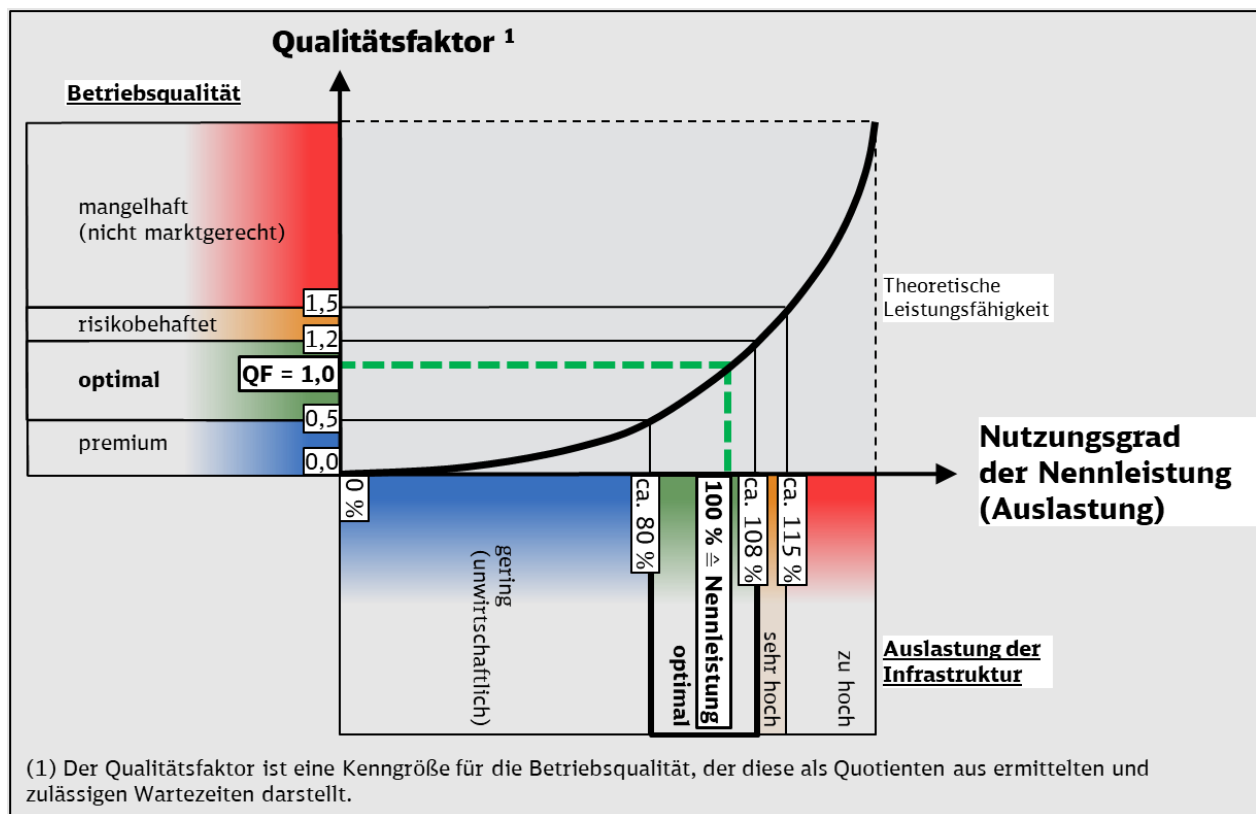 Qualitätsfaktor ¹
Betriebsqualität
mangelhaft
(nicht marktgerecht)
1,5
risikobehaftet
1,2
optimal
QF = 1,0
0,5
premium
0,0
Theoretische
Leistungsfähigkeit
Nutzungsgrad
der Nennleistung
(Auslastung)
0 %
gering
(unwirtschaftlich)
ca. 80 %
optimal
100 % ≙ Nennleistung
ca. 108 %
sehr hoch
ca. 115 %
zu hoch
Auslastung der
Infrastruktur
(1) Der Qualitätsfaktor ist eine Kenngröße für die Betriebsqualität, der diese als Quotienten aus ermittelten und
zulässigen Wartezeiten darstellt.